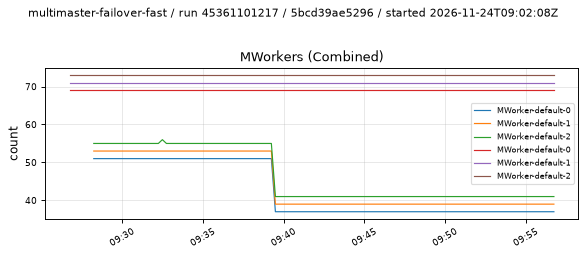 multimaster-failover-fast / run 45361101217 / 5bcd39ae5296 / started 2026-11-24T09:02:08Z
MWorkers (Combined)
count
70
60
50
40
MWorker-default-0
MWorker-default-1
MWorker-default-2
MWorker-default-0
MWorker-default-1
MWorker-default-2
09:30
09:35
09:40
09:45
09:50
09:55